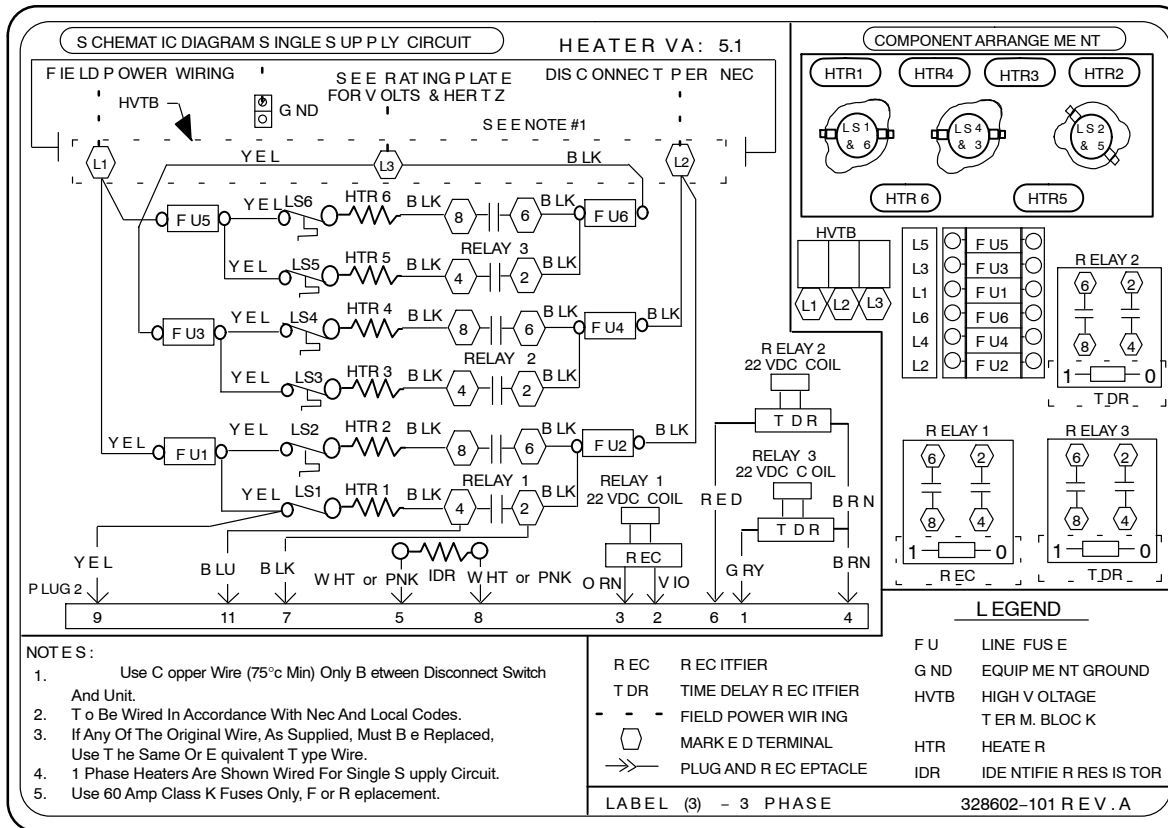 SCHEMATIC DIAGRAM SINGLE SUPPLY CIRCUIT
HEATER VA: 5.1
FIELD POWER WIRING
SEE RATING PLATE
FOR VOLTS & HERTZ
DISCONNECT PER NEC
HVTB
GND
SEE NOTE #1
L1
YEL
L3
BLK
L2
FU5
YEL
LS6
HTR 6
BLK
8
6
BLK
FU6
RELAY 3
YEL
LS5
HTR 5
BLK
4
2
BLK
FU3
YEL
LS4
HTR 4
BLK
8
6
BLK
FU4
BLK
RELAY 2
YEL
LS3
HTR 3
BLK
4
2
BLK
YEL
FU1
YEL
LS2
HTR 2
BLK
8
6
BLK
FU2
BLK
RELAY 1
YEL
LS1
HTR 1
BLK
4
2
BLK
RELAY 1
22 VDC COIL
REC
RELAY 2
22 VDC COIL
TDR
RELAY 3
22 VDC COIL
TDR
RED
BRN
YEL
BLU
BLK
WHT or PNK
IDR
WHT or PNK
ORN
VIO
GRY
BRN
PLUG 2
9 11 7 5 8 3 2 6 1 4
COMPONENT ARRANGEMENT
HTR1 HTR4 HTR3 HTR2
LS 1
& 6
LS 4
& 3
LS 2
& 5
HTR 6 HTR5
HVTB
L1 L2 L3
L5 FU5
L3 FU3
L1 FU1
L6 FU6
L4 FU4
L2 FU2
RELAY 2
6 2
8 4
1 0
TDR
RELAY 1
6 2
8 4
1 0
REC
RELAY 3
6 2
8 4
1 0
TDR
NOTES:
1. Use Copper Wire (75°c Min) Only Between Disconnect Switch
And Unit.
2. To Be Wired In Accordance With Nec And Local Codes.
3. If Any Of The Original Wire, As Supplied, Must Be Replaced,
Use The Same Or Equivalent Type Wire.
4. 1 Phase Heaters Are Shown Wired For Single Supply Circuit.
5. Use 60 Amp Class K Fuses Only, For Replacement.
LEGEND
REC RECITFIER
TDR TIME DELAY RECITFIER
FIELD POWER WIRING
MARKED TERMINAL
PLUG AND RECEPTACLE
FU LINE FUSE
GND EQUIPMENT GROUND
HVTB HIGH VOLTAGE
TERM. BLOCK
HTR HEATER
IDR IDENTIFIER RESISTOR
LABEL (3) – 3 PHASE
328602–101 REV. A